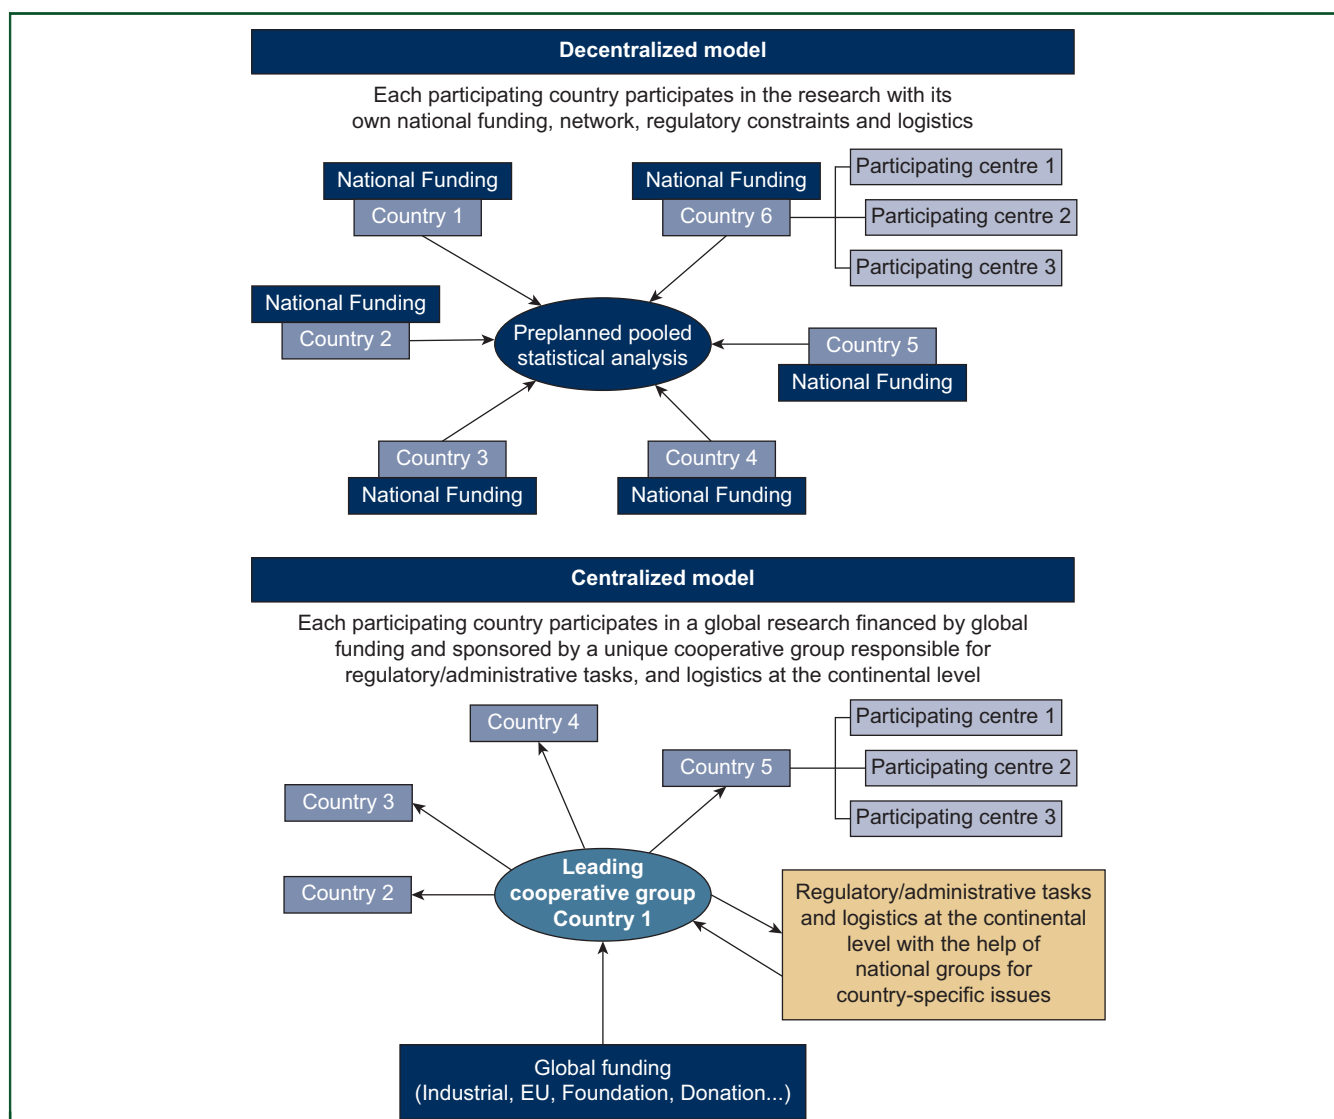 Decentralized model
Each participating country participates in the research with its
own national funding, network, regulatory constraints and logistics
National Funding
Country 1
National Funding
Country 6
Participating centre 1
Participating centre 2
Participating centre 3
National Funding
Country 2
Preplanned pooled
statistical analysis
Country 5
National Funding
Country 3
National Funding
Country 4
National Funding
Centralized model
Each participating country participates in a global research financed by global
funding and sponsored by a unique cooperative group responsible for
regulatory/administrative tasks, and logistics at the continental level
Country 4
Country 5
Participating centre 1
Participating centre 2
Participating centre 3
Country 3
Country 2
Leading
cooperative group
Country 1
Regulatory/administrative tasks
and logistics at the continental
level with the help of
national groups for
country-specific issues
Global funding
(Industrial, EU, Foundation, Donation...)